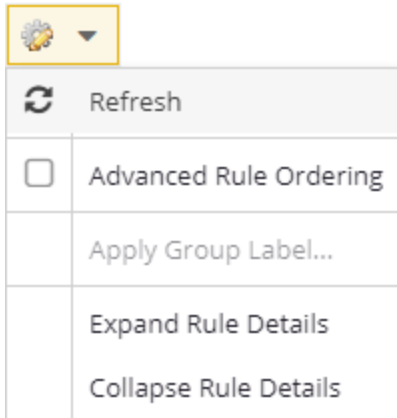 Refresh
Advanced Rule Ordering
Apply Group Label...
Expand Rule Details
Collapse Rule Details